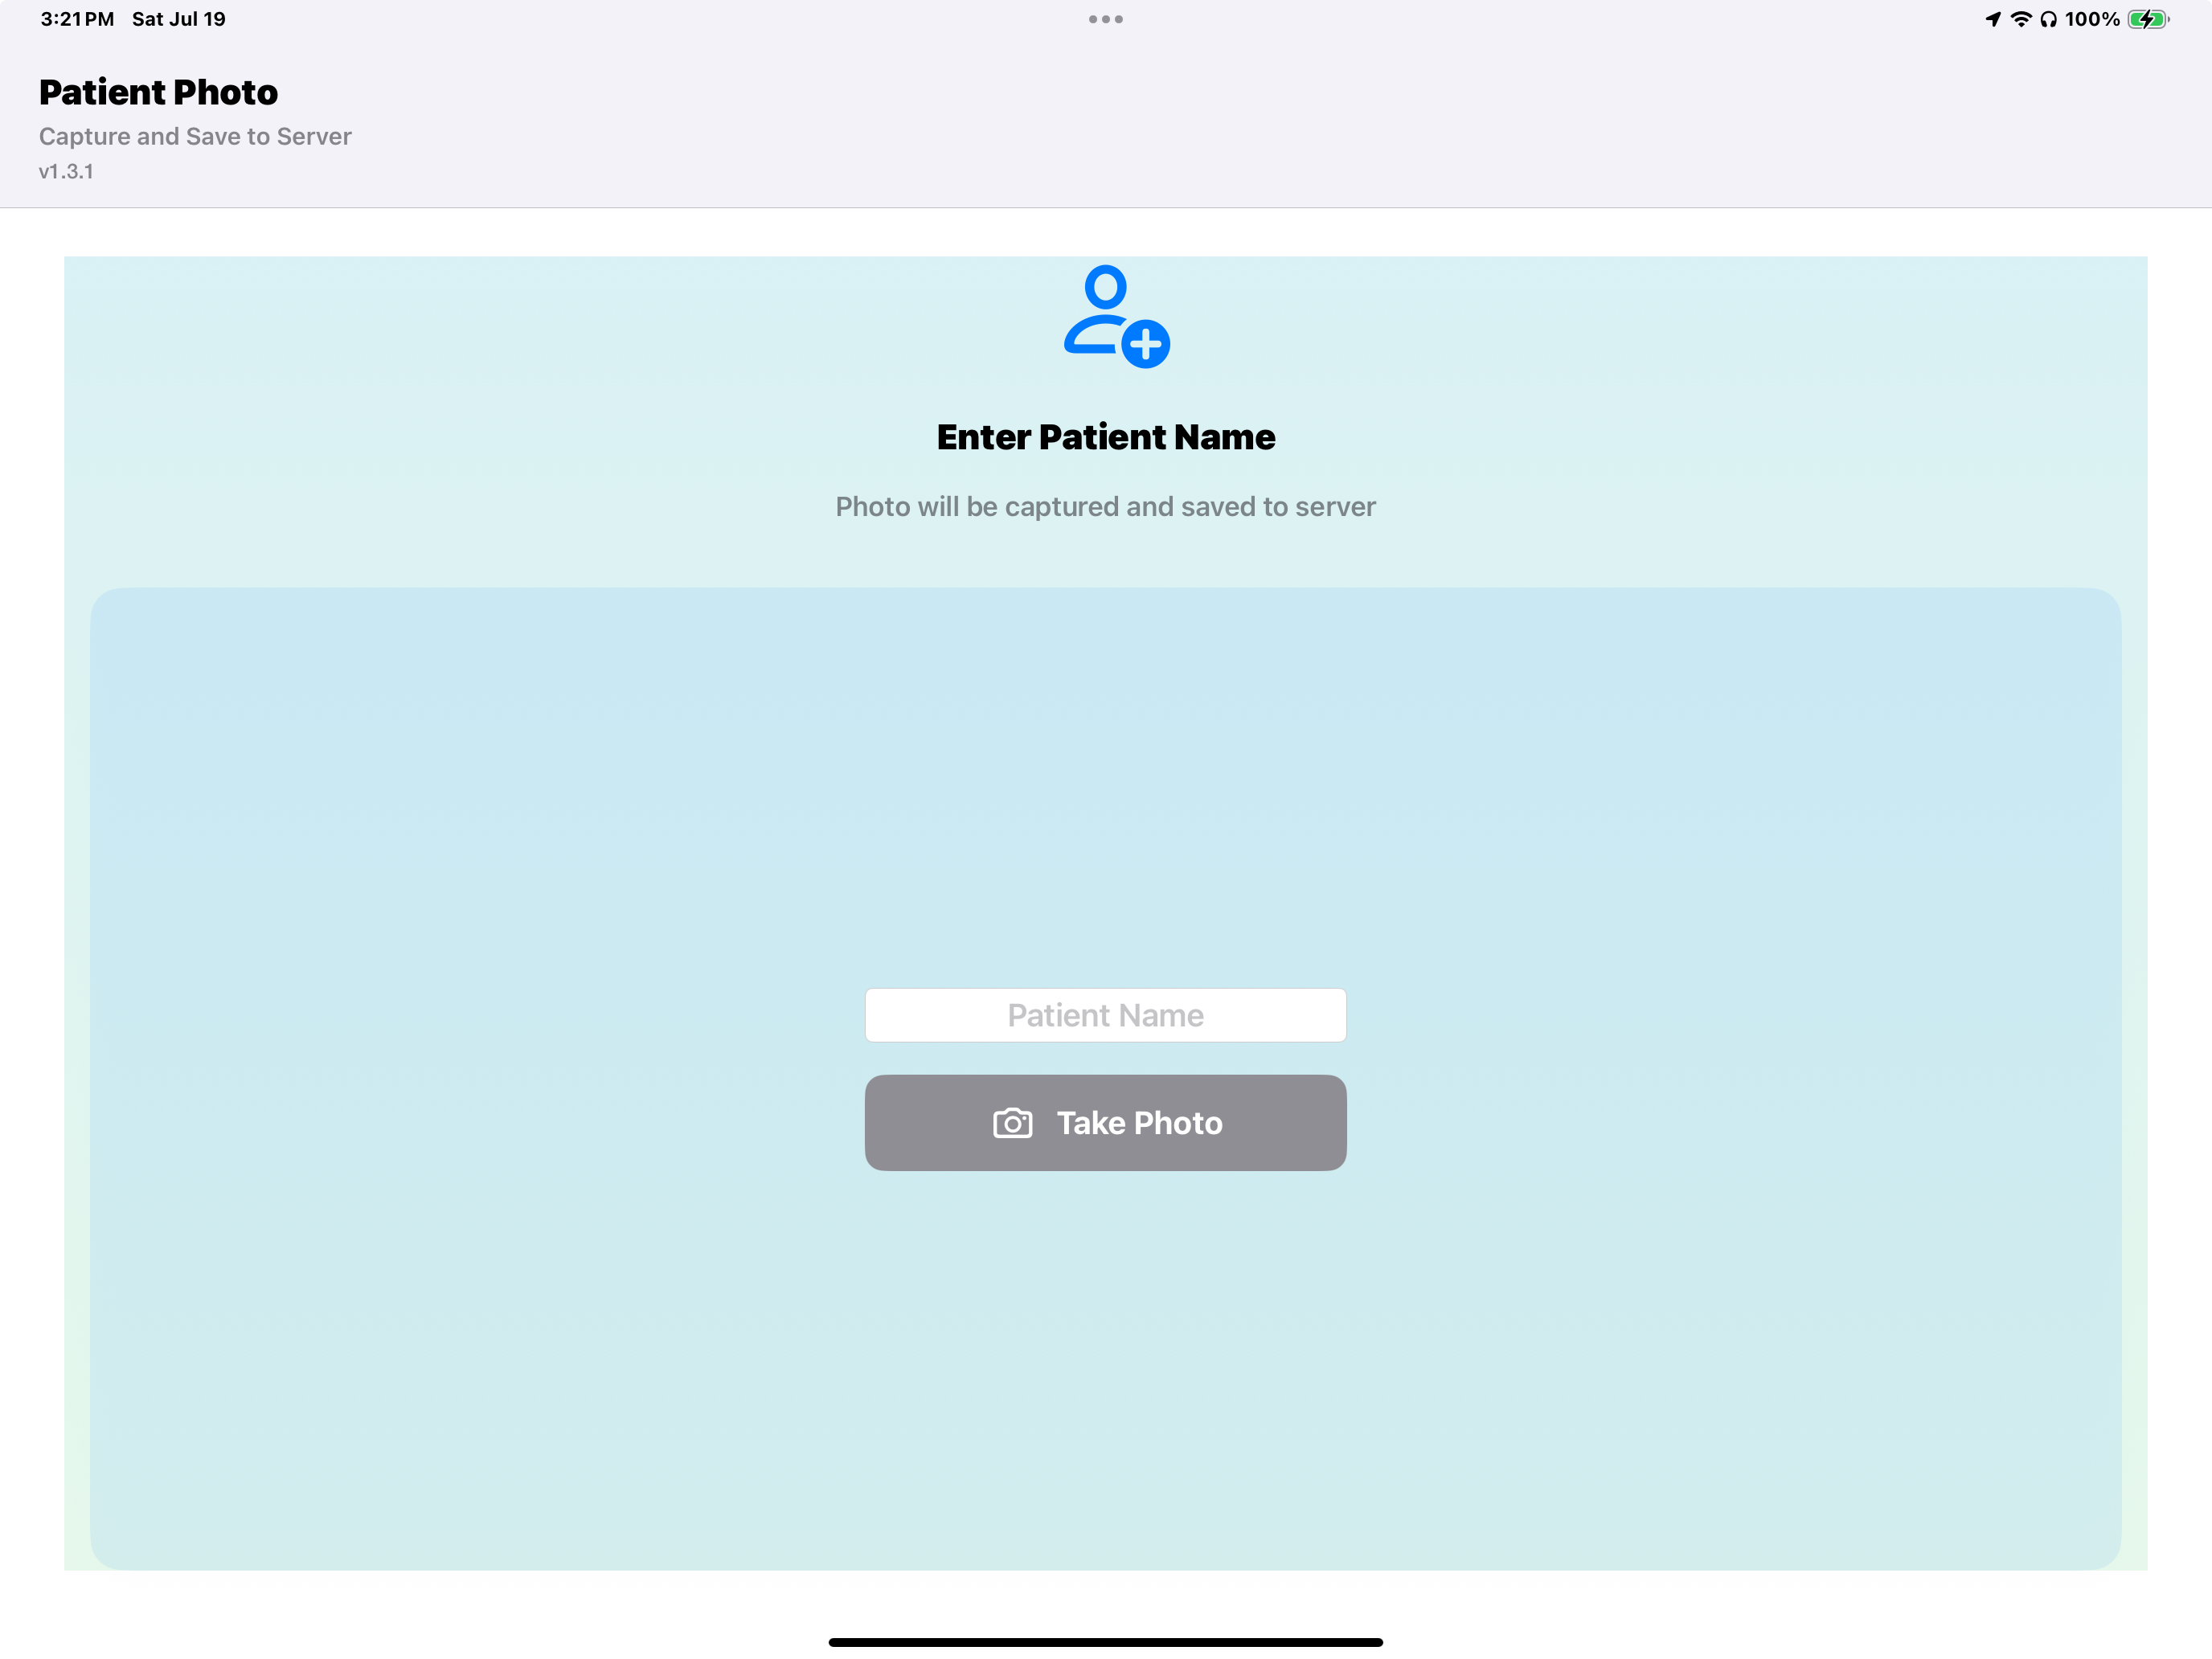 3:21 PM Sat Jul 19
100%
Patient Photo
Capture and Save to Server
v1.3.1
Enter Patient Name
Photo will be captured and saved to server
Patient Name
Take Photo